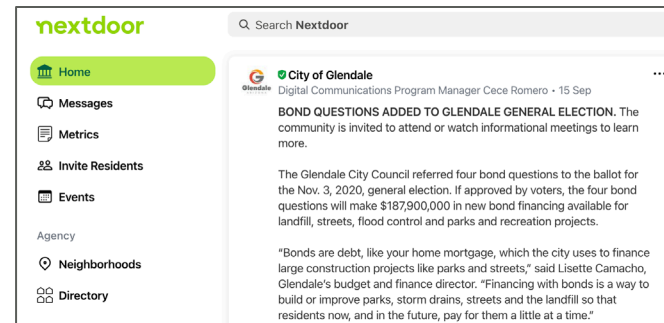 nextdoor
Search Nextdoor
Home
Messages
Metrics
Invite Residents
Events
Agency
Neighborhoods
Directory
Glendale
City of Glendale
Digital Communications Program Manager Cece Romero • 15 Sep
BOND QUESTIONS ADDED TO GLENDALE GENERAL ELECTION. The
community is invited to attend or watch informational meetings to learn
more.
The Glendale City Council referred four bond questions to the ballot for
the Nov. 3, 2020, general election. If approved by voters, the four bond
questions will make $187,900,000 in new bond financing available for
landfill, streets, flood control and parks and recreation projects.
“Bonds are debt, like your home mortgage, which the city uses to finance
large construction projects like parks and streets,” said Lisette Camacho,
Glendale’s budget and finance director. “Financing with bonds is a way to
build or improve parks, storm drains, streets and the landfill so that
residents now, and in the future, pay for them a little at a time.”